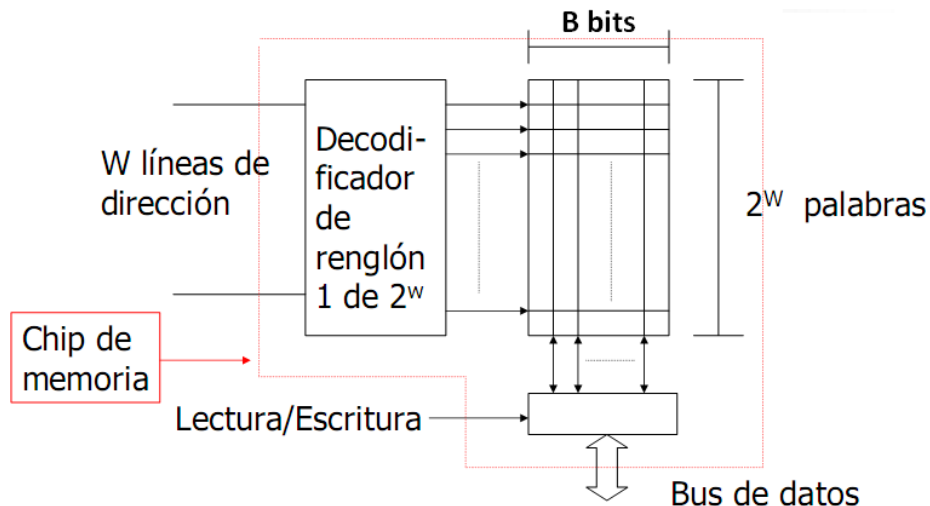 B bits
W líneas de
dirección
Decodi-
ficador
de
renglón
1 de 2ᵂ
2ᵂ palabras
Chip de
memoria
Lectura/Escritura
Bus de datos